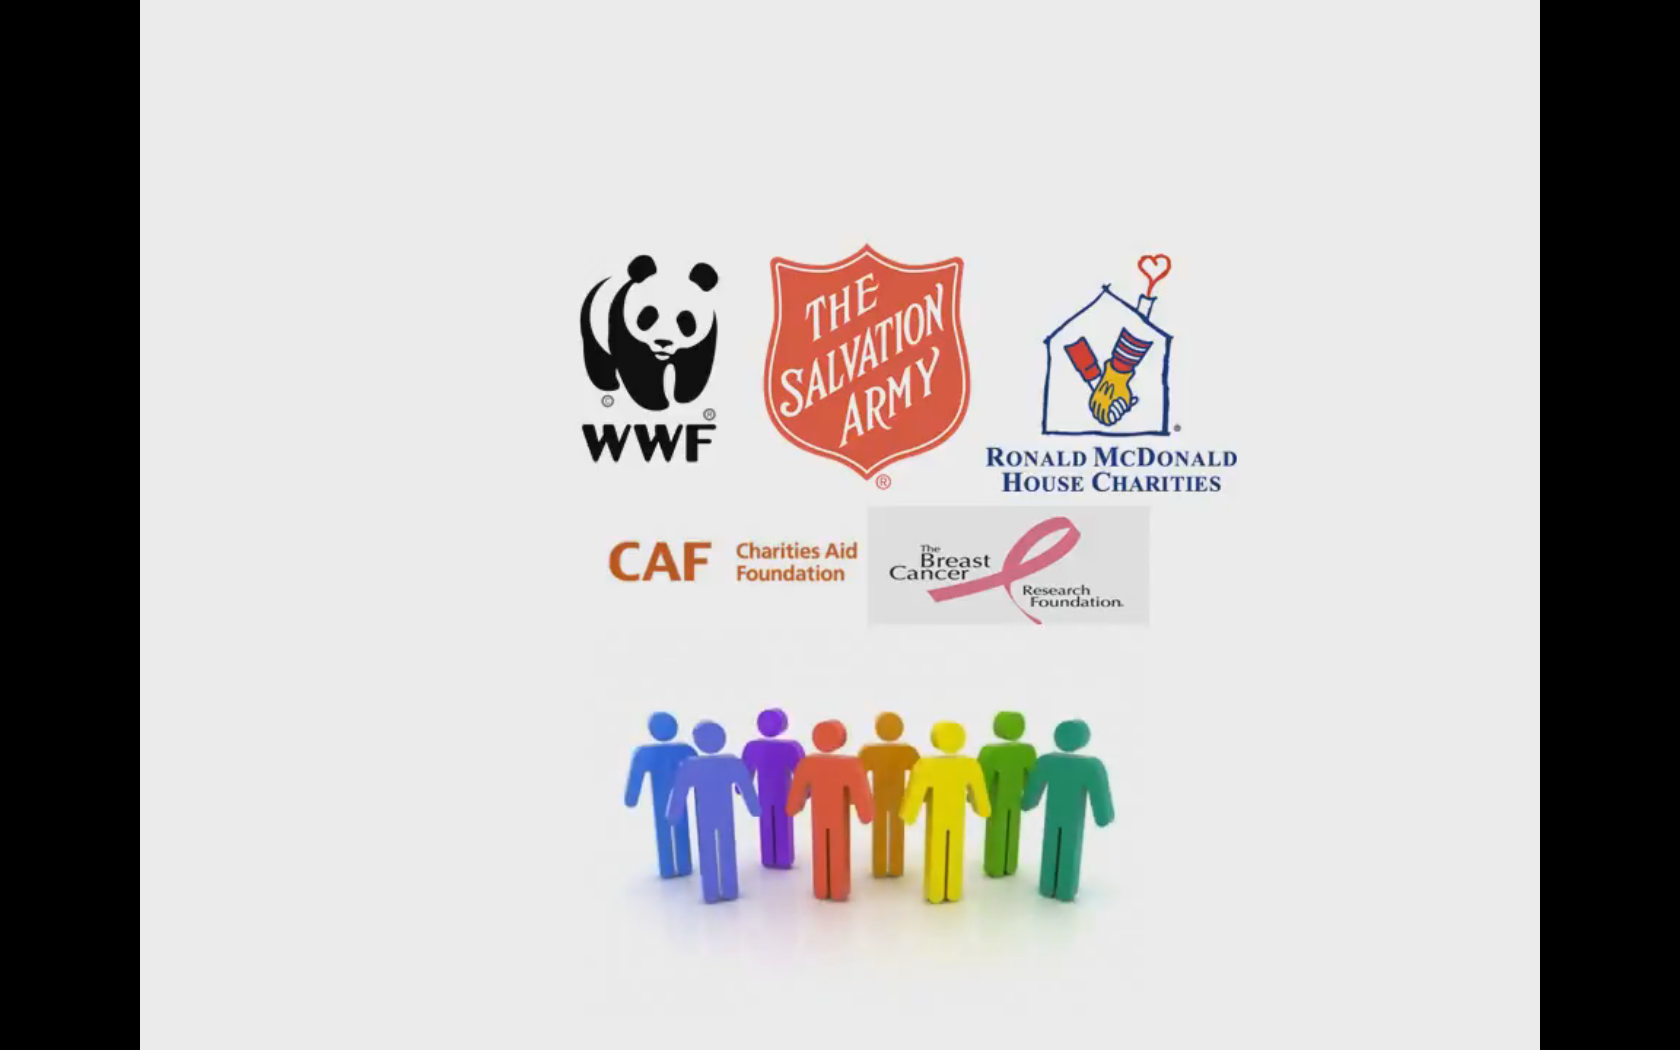 ©
®
WWF
THE
SALVATION
ARMY
®
®
RONALD MCDONALD
HOUSE CHARITIES
CAF
Charities Aid
Foundation
The
Breast
Cancer
Research
Foundation.